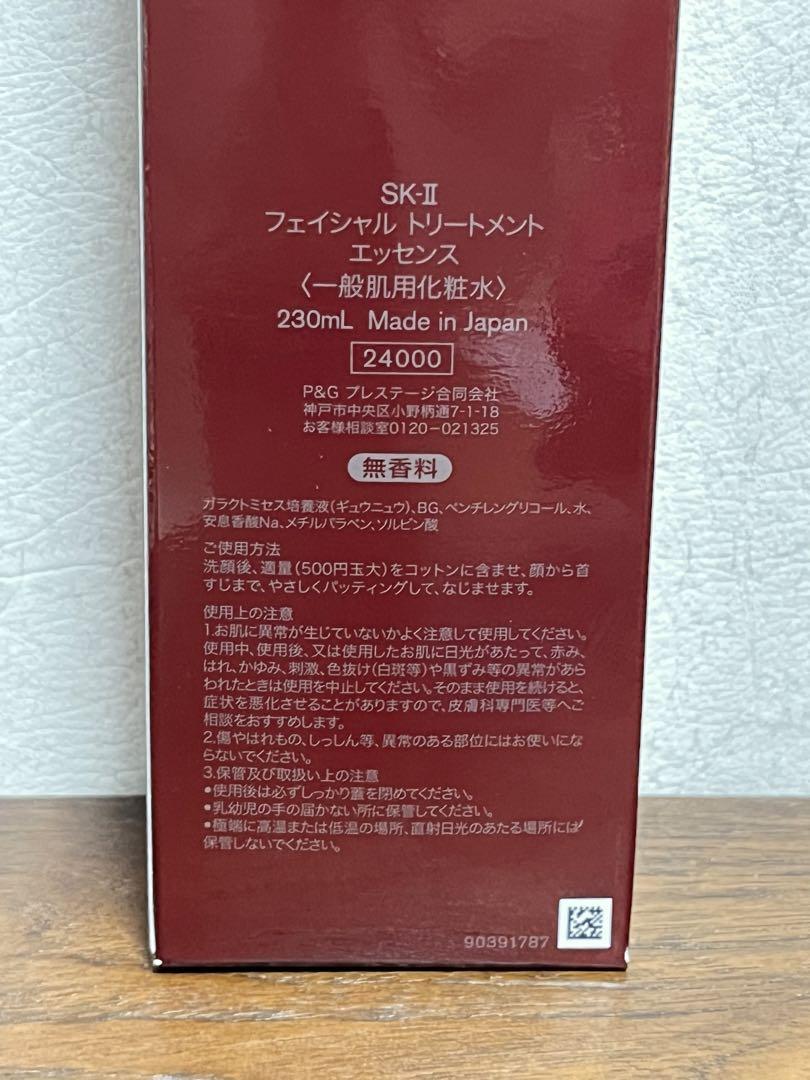 SK-II
フェイシャル トリートメント
エッセンス
〈一般肌用化粧水〉
230mL Made in Japan
24000
P&G プレステージ合同会社
神戸市中央区小野柄通7-1-18
お客様相談室0120-021325
無香料
ガラクトミセス培養液(ギュウニュウ)、BG、ペンチレングリコール、水、
安息香酸Na、メチルパラベン、ソルビン酸
ご使用方法
洗顔後、適量(500円玉大)をコットンに含ませ、顔から首
すじまで、やさしくパッティングして、なじませます。
使用上の注意
1.お肌に異常が生じていないかよく注意して使用してください。
使用中、使用後、又は使用したお肌に日光があたって、赤み、
はれ、かゆみ、刺激、色抜け(白斑等)や黒ずみ等の異常があら
われたときは使用を中止してください。そのまま使用を続けると、
症状を悪化させることがありますので、皮膚科専門医等へご
相談をおすすめします。
2.傷やはれもの、しっしん等、異常のある部位にはお使いにな
らないでください。
3.保管及び取扱い上の注意
●使用後は必ずしっかり蓋を閉めてください。
●乳幼児の手の届かない所に保管してください。
●極端に高温または低温の場所、直射日光のあたる場所には
保管しないでください。
90391787